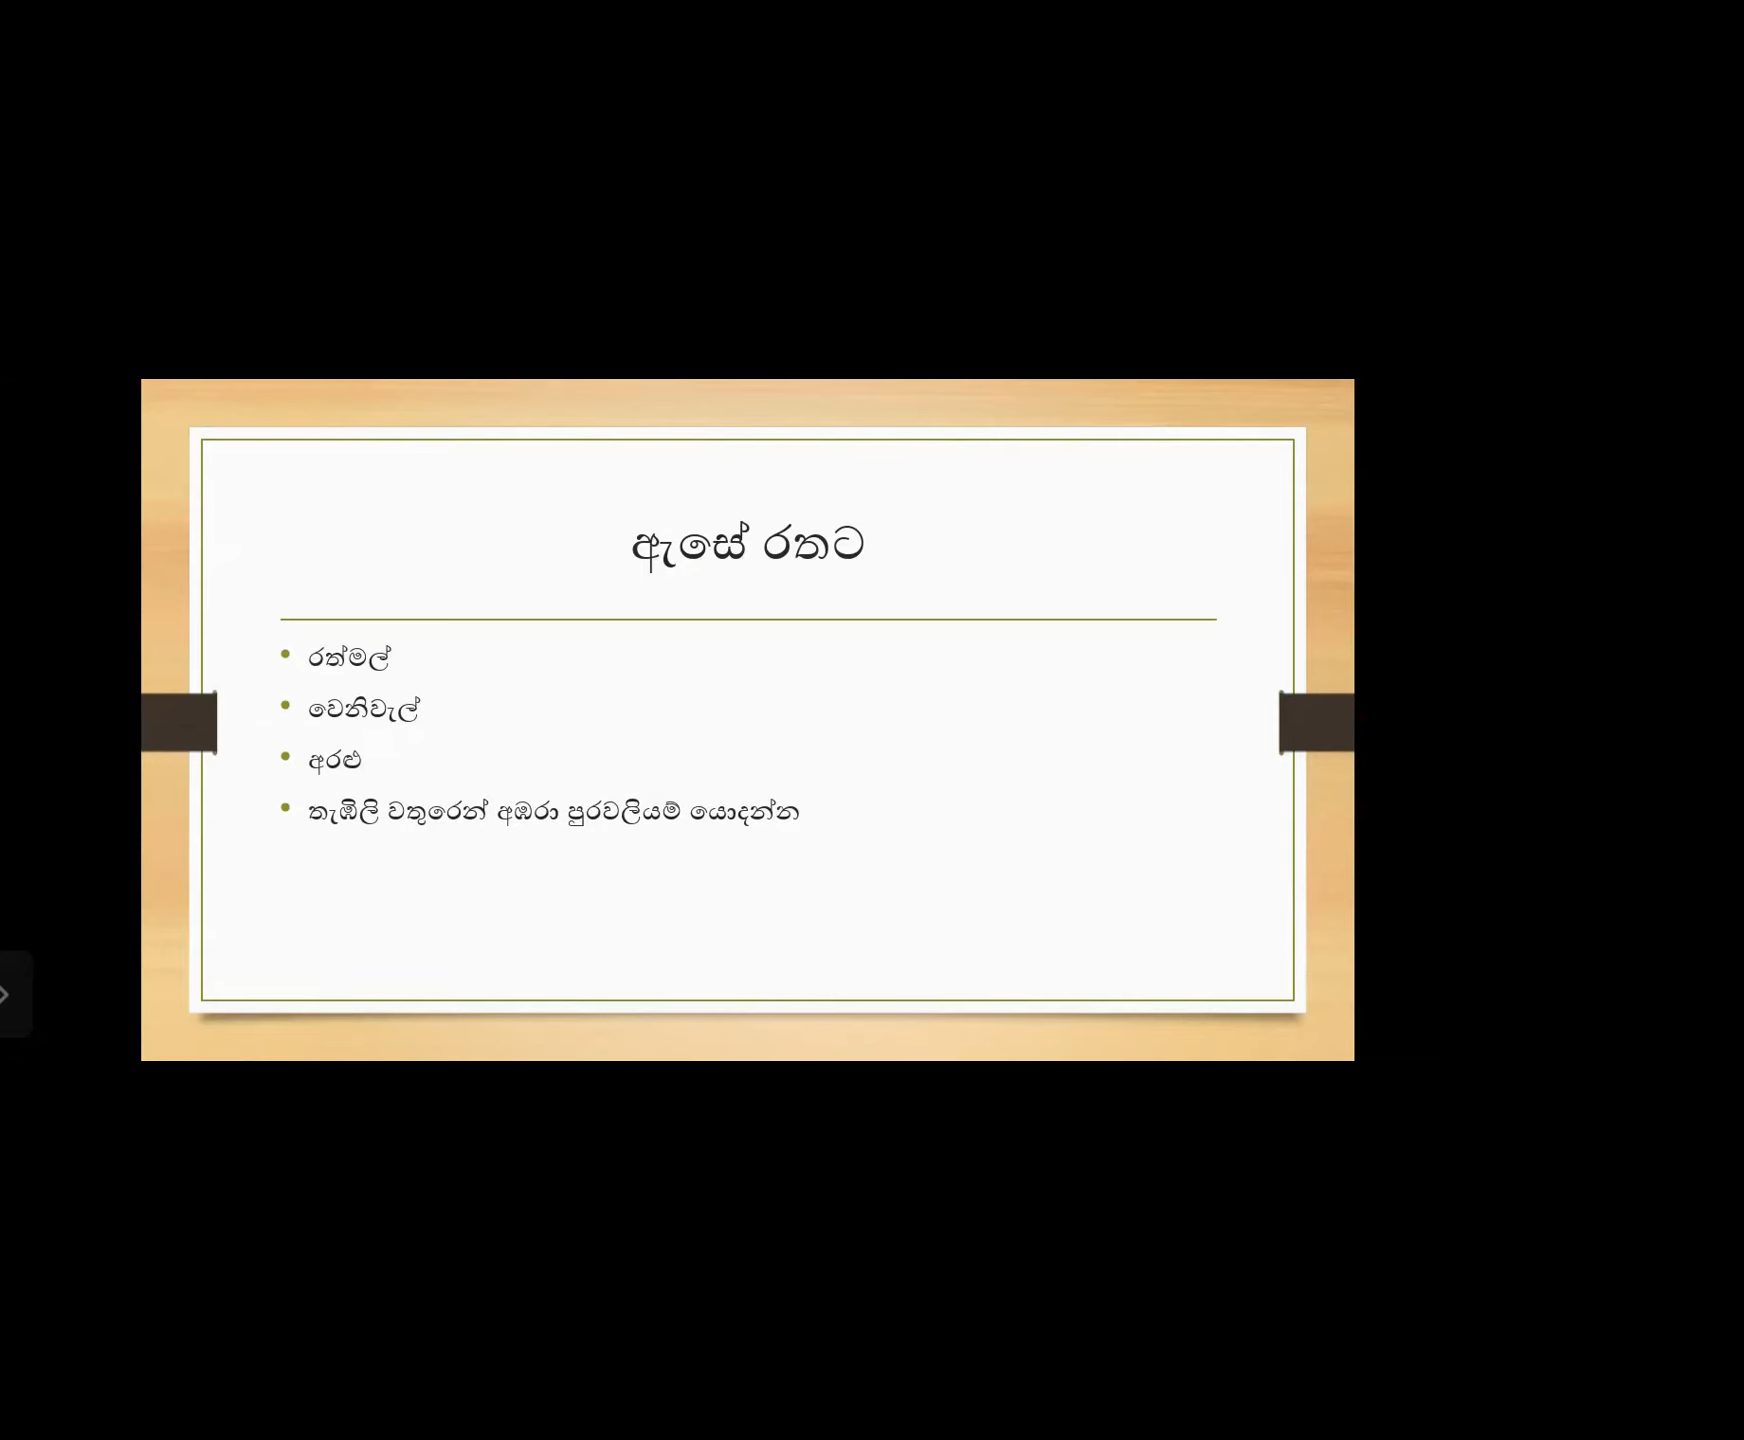 ඇසේ රතට
• රත්මල්
• වෙනිවැල්
• අරළු
• තැඹිලි වතුරෙන් අඹරා පුරවලියම් යොදන්න